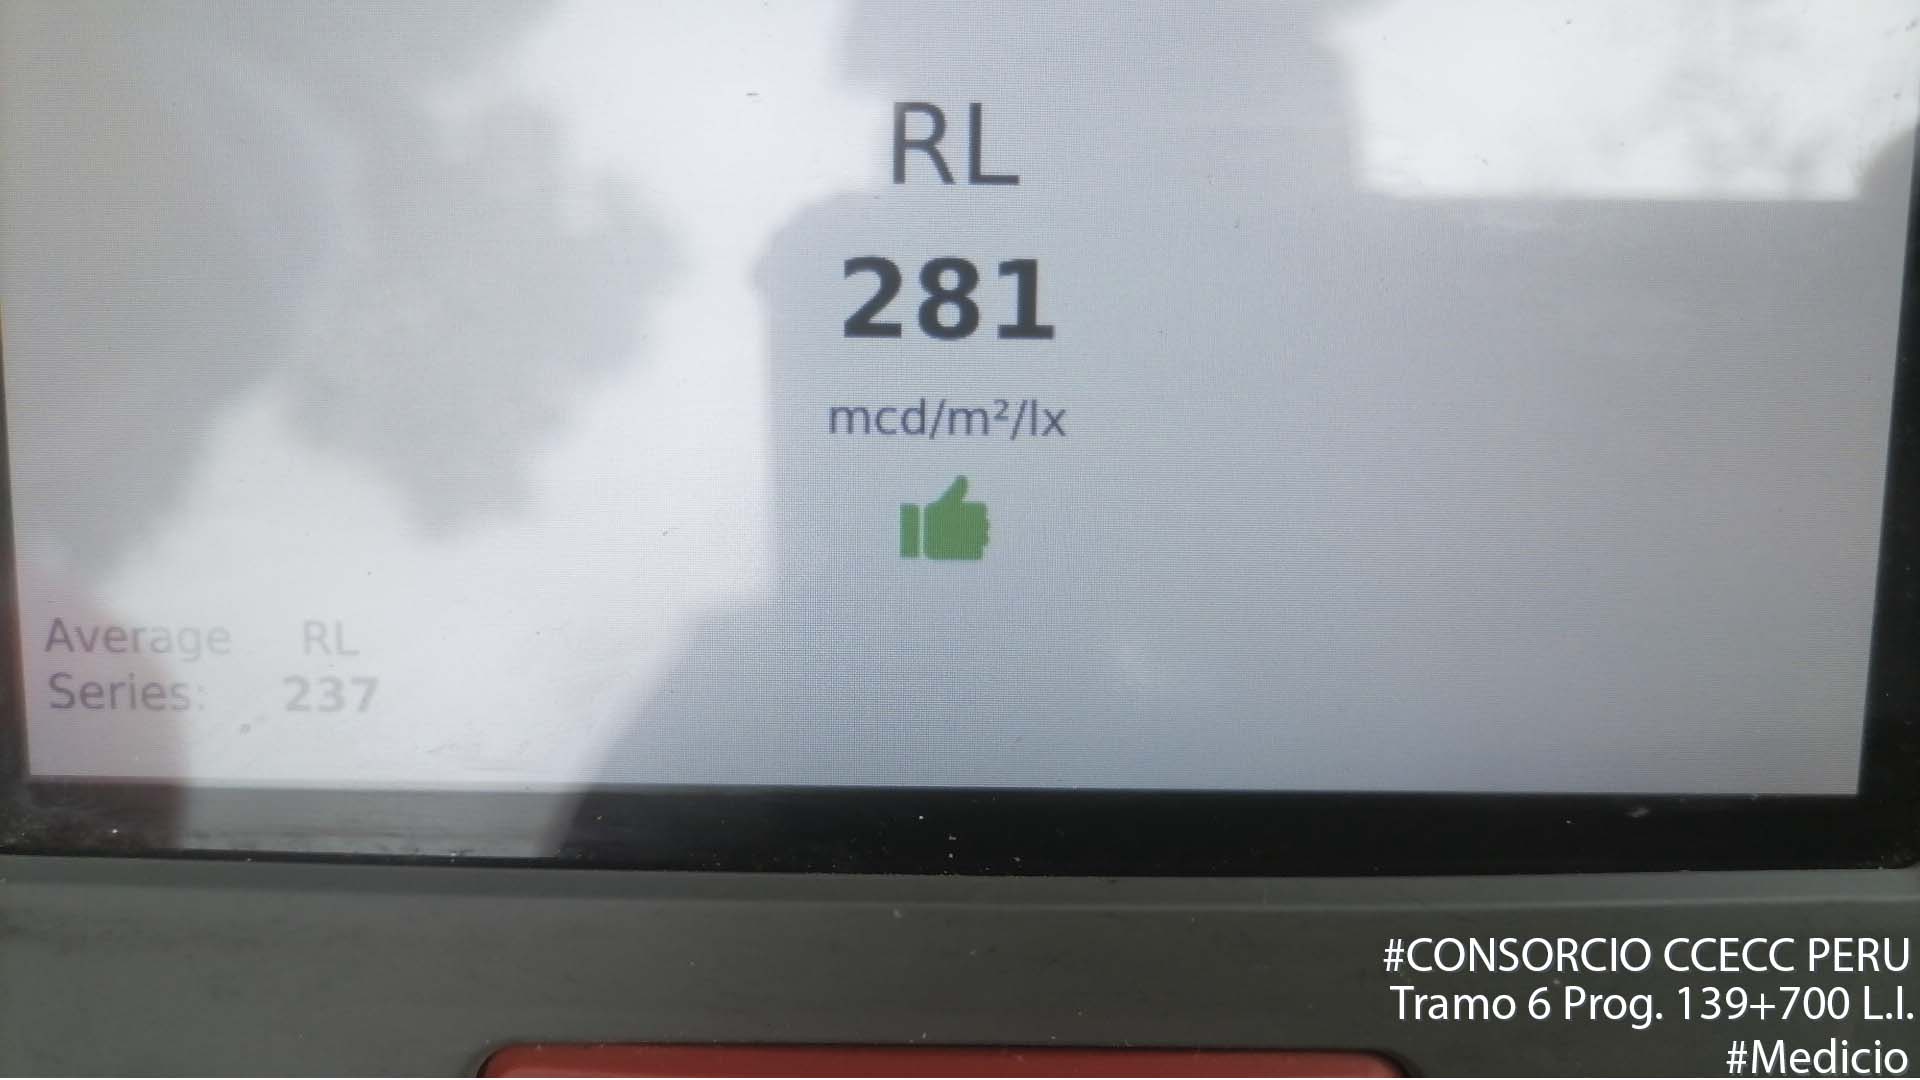 RL
281
mcd/m²/lx
Average RL
Series: 237
#CONSORCIO CCECC PERU
Tramo 6 Prog. 139+700 L.I.
#Medicio